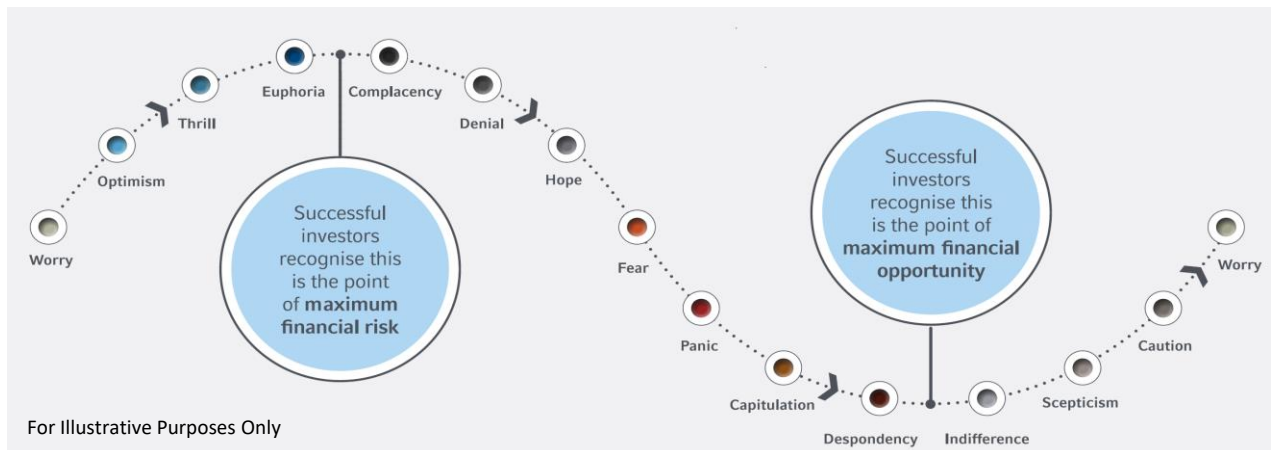 Worry
Optimism
Thrill
Euphoria
Complacency
Denial
Hope
Fear
Panic
Capitulation
Despondency
Indifference
Scepticism
Caution
Worry
Successful
investors
recognise this
is the point
of maximum
financial risk
Successful
investors
recognise this
is the point of
maximum financial
opportunity
For Illustrative Purposes Only